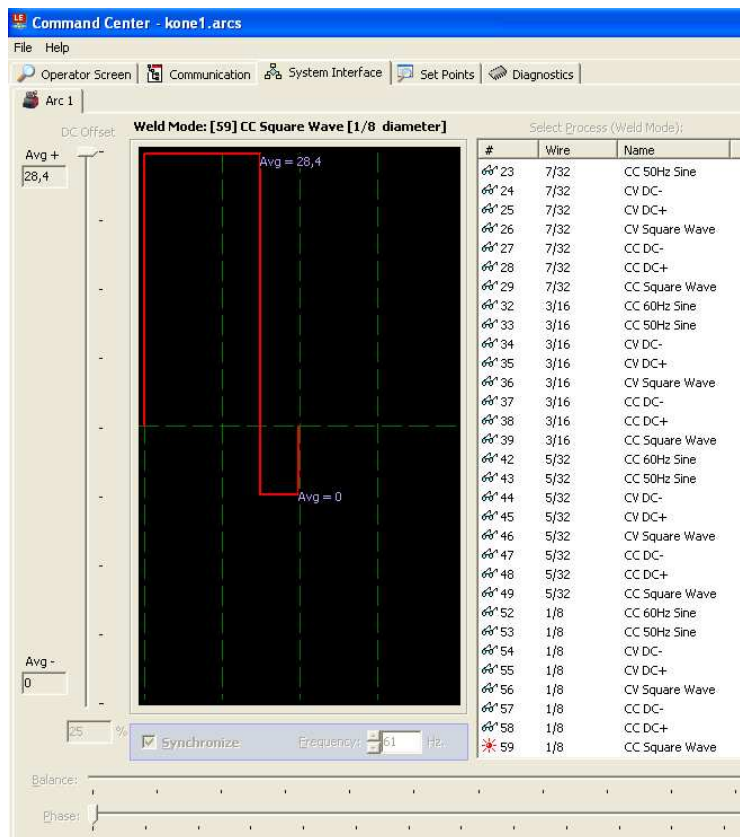 LE Command Center - kone1.arcs
File Help
Operator Screen Communication System Interface Set Points Diagnostics
Arc 1
DC Offset
Weld Mode: [59] CC Square Wave [1/8 diameter]
Select Process (Weld Mode):
Avg +
28,4
Avg = 28,4
Avg = 0
Avg -
0
25 %
Synchronize Frequency: 61 Hz.
Balance:
Phase:
# Wire Name
23 7/32 CC 50Hz Sine
24 7/32 CV DC-
25 7/32 CV DC+
26 7/32 CV Square Wave
27 7/32 CC DC-
28 7/32 CC DC+
29 7/32 CC Square Wave
32 3/16 CC 60Hz Sine
33 3/16 CC 50Hz Sine
34 3/16 CV DC-
35 3/16 CV DC+
36 3/16 CV Square Wave
37 3/16 CC DC-
38 3/16 CC DC+
39 3/16 CC Square Wave
42 5/32 CC 60Hz Sine
43 5/32 CC 50Hz Sine
44 5/32 CV DC-
45 5/32 CV DC+
46 5/32 CV Square Wave
47 5/32 CC DC-
48 5/32 CC DC+
49 5/32 CC Square Wave
52 1/8 CC 60Hz Sine
53 1/8 CC 50Hz Sine
54 1/8 CV DC-
55 1/8 CV DC+
56 1/8 CV Square Wave
57 1/8 CC DC-
58 1/8 CC DC+
59 1/8 CC Square Wave